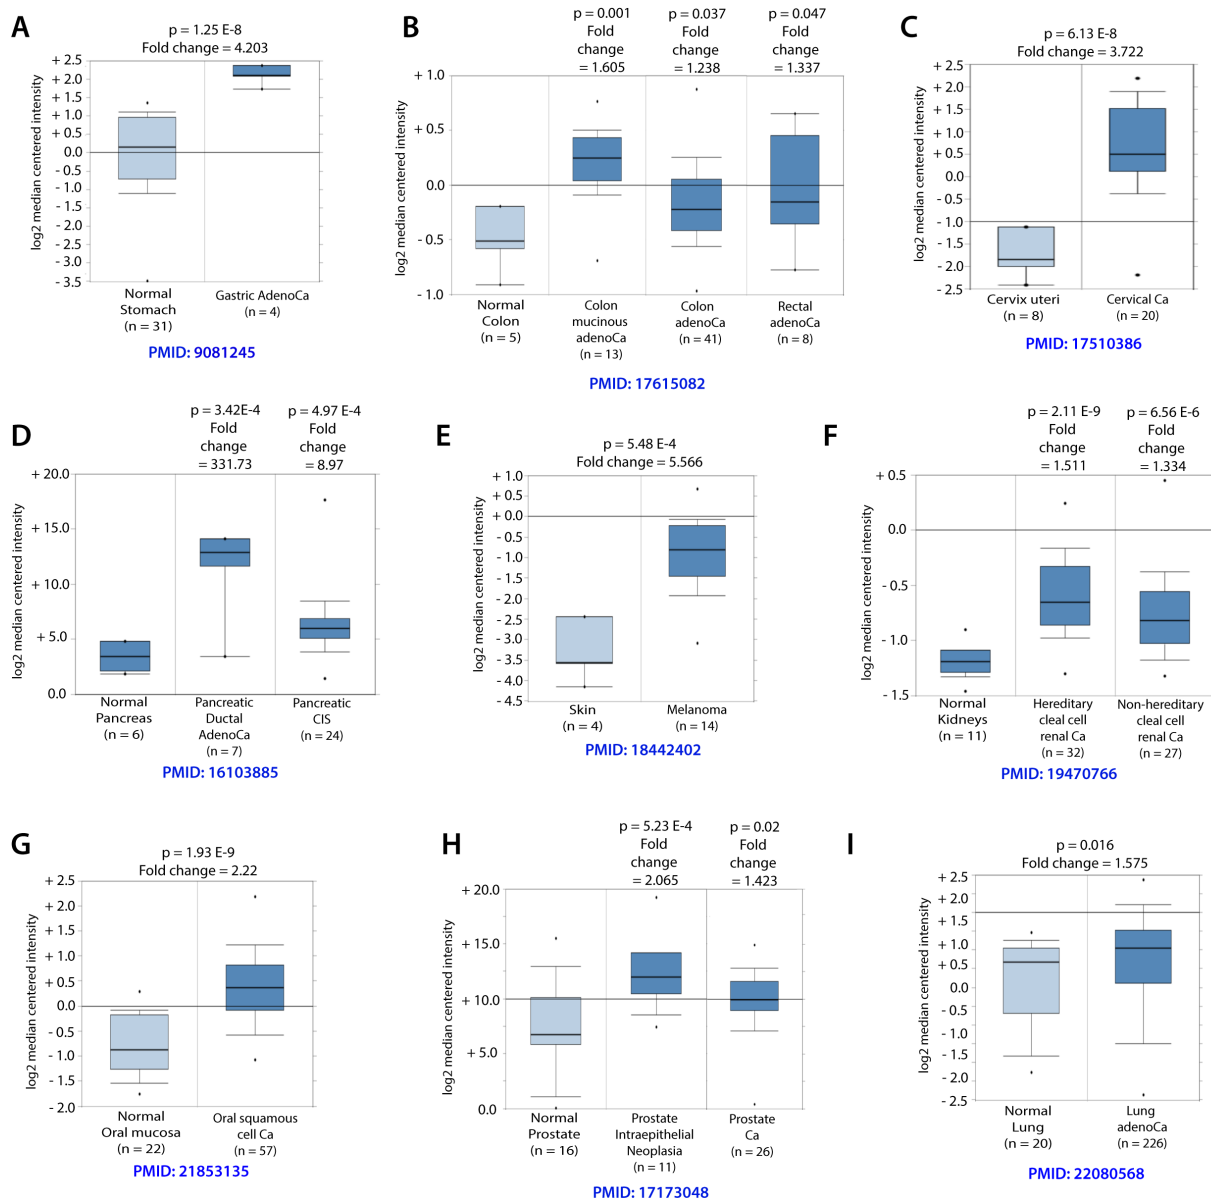 A
p = 1.25 E-8
Fold change = 4.203
log2 median centered intensity
+ 2.5
+ 2.0
+ 1.5
+ 1.0
+ 0.5
0.0
- 0.5
- 1.0
- 1.5
- 2.0
- 2.5
- 3.0
- 3.5
Normal
Stomach
(n = 31)
Gastric AdenoCa
(n = 4)
PMID: 9081245
B
p = 0.001
Fold
change
= 1.605
p = 0.037
Fold
change
= 1.238
p = 0.047
Fold
change
= 1.337
log2 median centered intensity
+ 1.0
+ 0.5
0.0
- 0.5
- 1.0
Normal
Colon
(n = 5)
Colon
mucinous
adenoCa
(n = 13)
Colon
adenoCa
(n = 41)
Rectal
adenoCa
(n = 8)
PMID: 17615082
C
p = 6.13 E-8
Fold change = 3.722
log2 median centered intensity
+ 2.5
+ 2.0
+ 1.5
+ 1.0
+ 0.5
0.0
- 0.5
- 1.0
- 1.5
- 2.0
- 2.5
Cervix uteri
(n = 8)
Cervical Ca
(n = 20)
PMID: 17510386
D
p = 3.42E-4
Fold
change
= 331.73
p = 4.97 E-4
Fold
change
= 8.97
log2 median centered intensity
+ 20.0
+ 15.0
+ 10.0
+ 5.0
0.0
Normal
Pancreas
(n = 6)
Pancreatic
Ductal
AdenoCa
(n = 7)
Pancreatic
CIS
(n = 24)
PMID: 16103885
E
p = 5.48 E-4
Fold change = 5.566
log2 median centered intensity
+ 1.0
+ 0.5
+ 0.0
- 0.5
- 1.0
- 1.5
- 2.0
- 2.5
- 3.0
- 3.5
- 4.0
- 4.5
Skin
(n = 4)
Melanoma
(n = 14)
PMID: 18442402
F
p = 2.11 E-9
Fold
change
= 1.511
p = 6.56 E-6
Fold
change
= 1.334
log2 median centered intensity
+ 0.5
0.0
- 0.5
- 1.0
- 1.5
Normal
Kidneys
(n = 11)
Hereditary
cleal cell
renal Ca
(n = 32)
Non-hereditary
cleal cell
renal Ca
(n = 27)
PMID: 19470766
G
p = 1.93 E-9
Fold change = 2.22
log2 median centered intensity
+ 2.5
+ 2.0
+ 1.5
+ 1.0
+ 0.5
0.0
- 0.5
- 1.0
- 1.5
- 2.0
Normal
Oral mucosa
(n = 22)
Oral squamous
cell Ca
(n = 57)
PMID: 21853135
H
p = 5.23 E-4
Fold
change
= 2.065
p = 0.02
Fold
change
= 1.423
log2 median centered intensity
+ 20.0
+ 15.0
+ 10.0
+ 5.0
0.0
Normal
Prostate
(n = 16)
Prostate
Intraepithelial
Neoplasia
(n = 11)
Prostate
Ca
(n = 26)
PMID: 17173048
I
p = 0.016
Fold change = 1.575
log2 median centered intensity
+ 2.5
+ 2.0
+ 1.5
+ 1.0
+ 0.5
0.0
- 0.5
- 1.0
- 1.5
- 2.0
- 2.5
Normal
Lung
(n = 20)
Lung
adenoCa
(n = 226)
PMID: 22080568